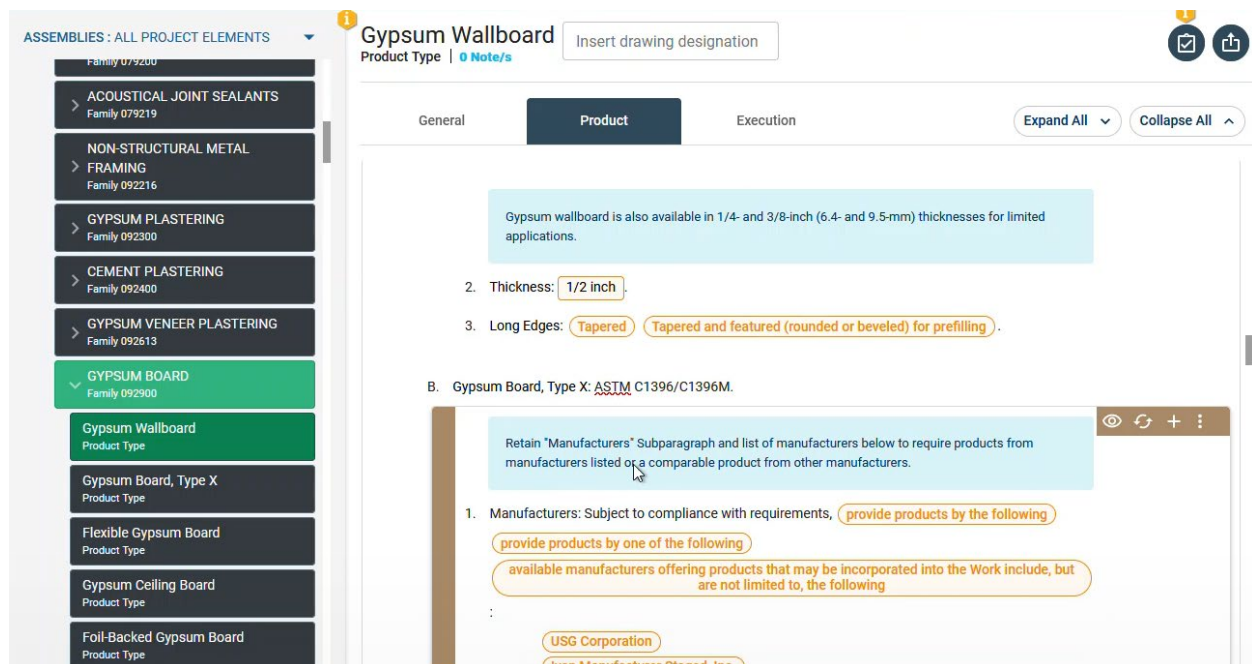 ASSEMBLIES : ALL PROJECT ELEMENTS
Family 079200
ACOUSTICAL JOINT SEALANTS
Family 079219
NON-STRUCTURAL METAL
FRAMING
Family 092216
GYPSUM PLASTERING
Family 092300
CEMENT PLASTERING
Family 092400
GYPSUM VENEER PLASTERING
Family 092613
GYPSUM BOARD
Family 092900
Gypsum Wallboard
Product Type
Gypsum Board, Type X
Product Type
Flexible Gypsum Board
Product Type
Gypsum Ceiling Board
Product Type
Foil-Backed Gypsum Board
Product Type
Gypsum Wallboard
Insert drawing designation
Product Type | 0 Note/s
General Product Execution Expand All Collapse All
Gypsum wallboard is also available in 1/4- and 3/8-inch (6.4- and 9.5-mm) thicknesses for limited
applications.
2. Thickness: 1/2 inch .
3. Long Edges: Tapered Tapered and featured (rounded or beveled) for prefilling .
B. Gypsum Board, Type X: ASTM C1396/C1396M.
Retain "Manufacturers" Subparagraph and list of manufacturers below to require products from
manufacturers listed or a comparable product from other manufacturers.
1. Manufacturers: Subject to compliance with requirements, provide products by the following
provide products by one of the following
available manufacturers offering products that may be incorporated into the Work include, but
are not limited to, the following
:
USG Corporation